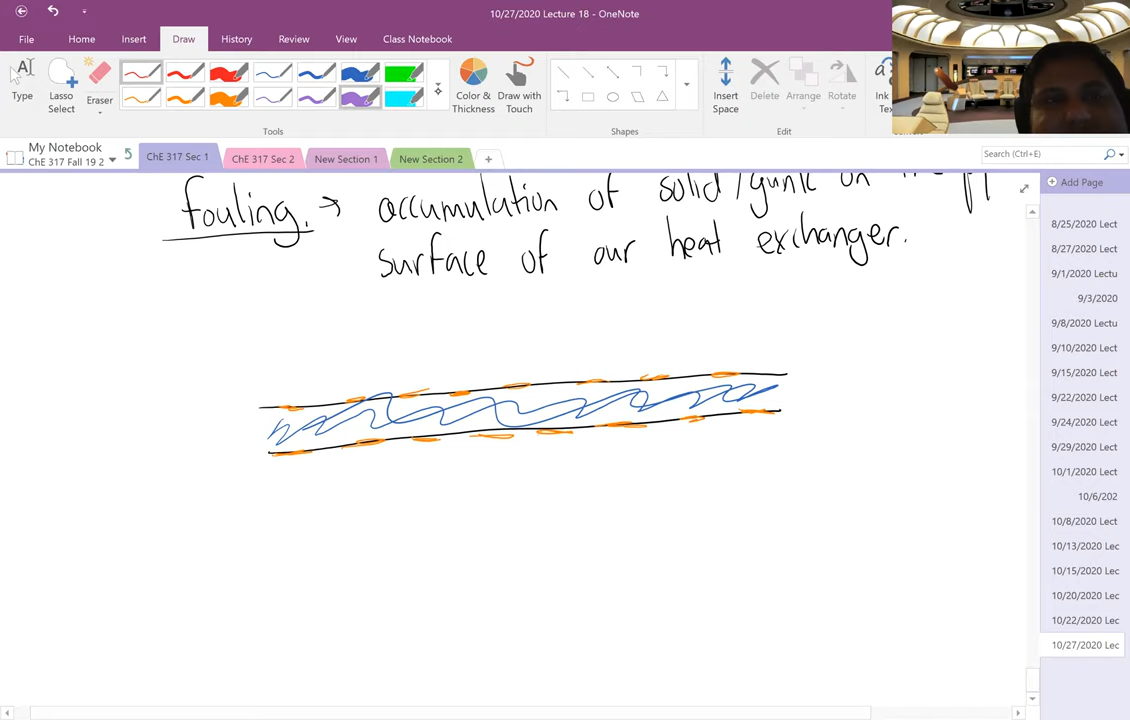 10/27/2020 Lecture 18 - OneNote
File Home Insert Draw History Review View Class Notebook
Type
Lasso Select
Eraser
Color & Thickness
Draw with Touch
Insert Space
Delete
Arrange
Rotate
Ink
Tex
Tools
Shapes
Edit
My Notebook
ChE 317 Fall 19 2
ChE 317 Sec 1
ChE 317 Sec 2
New Section 1
New Section 2
Search (Ctrl+E)
Add Page
fouling. → accumulation of solid/gunk on
surface of our heat exchanger.
8/25/2020 Lect
8/27/2020 Lect
9/1/2020 Lectu
9/3/2020
9/8/2020 Lectu
9/10/2020 Lect
9/15/2020 Lect
9/22/2020 Lect
9/24/2020 Lect
9/29/2020 Lect
10/1/2020 Lect
10/6/202
10/8/2020 Lect
10/13/2020 Lec
10/15/2020 Lec
10/20/2020 Lec
10/22/2020 Lec
10/27/2020 Lec